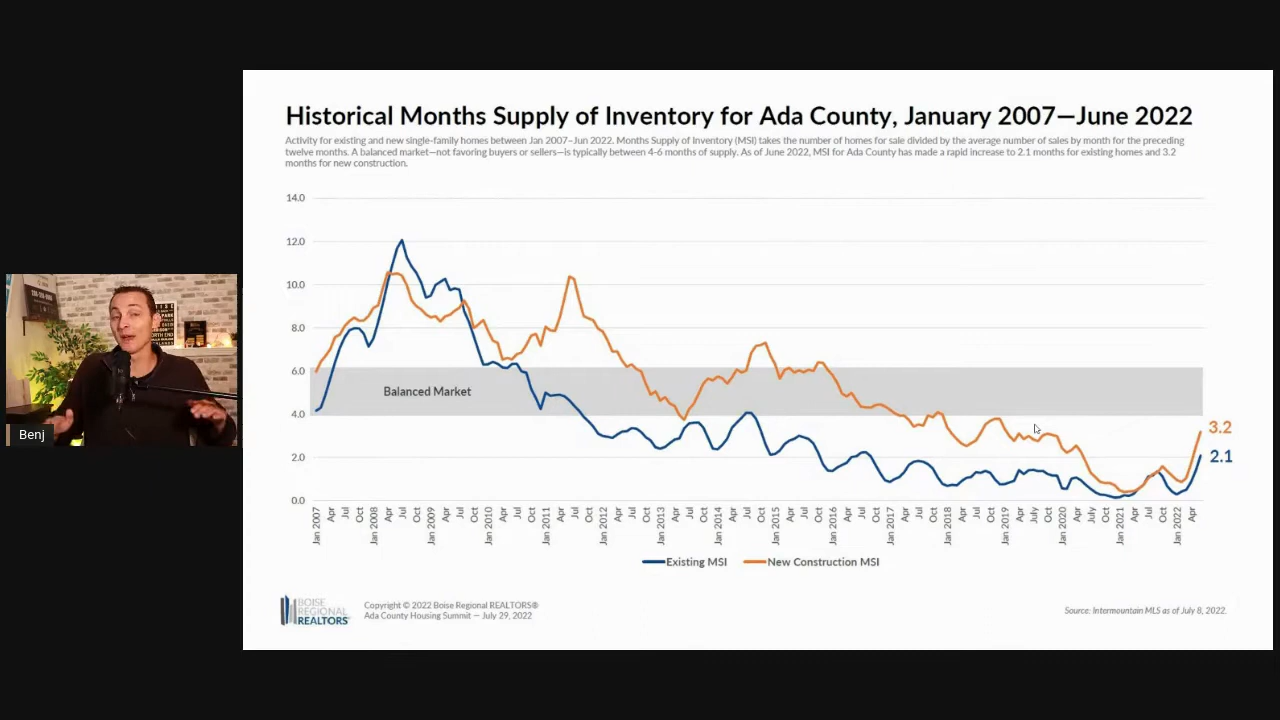 Historical Months Supply of Inventory for Ada County, January 2007—June 2022
Activity for existing and new single-family homes between Jan 2007–Jun 2022. Months Supply of Inventory (MSI) takes the number of homes for sale divided by the average number of sales by month for the preceding
twelve months. A balanced market—not favoring buyers or sellers—is typically between 4-6 months of supply. As of June 2022, MSI for Ada County has made a rapid increase to 2.1 months for existing homes and 3.2
months for new construction.
14.0
12.0
10.0
8.0
6.0
4.0
2.0
0.0
Balanced Market
3.2
2.1
Jan 2007 Apr Jul Oct Jan 2008 Apr Jul Oct Jan 2009 Apr Jul Oct Jan 2010 Apr Jul Oct Jan 2011 Apr Jul Oct Jan 2012 Apr Jul Oct Jan 2013 Apr Jul Oct Jan 2014 Apr Jul Oct Jan 2015 Apr Jul Oct Jan 2016 Apr Jul Oct Jan 2017 Apr Jul Oct Jan 2018 Apr Jul Oct Jan 2019 Apr July Oct Jan 2020 Apr July Oct Jan 2021 Apr Jul Oct Jan 2022 Apr
Existing MSI New Construction MSI
BOISE
REGIONAL
REALTORS
Copyright © 2022 Boise Regional REALTORS®
Ada County Housing Summit — July 29, 2022
Source: Intermountain MLS as of July 8, 2022.
Benj